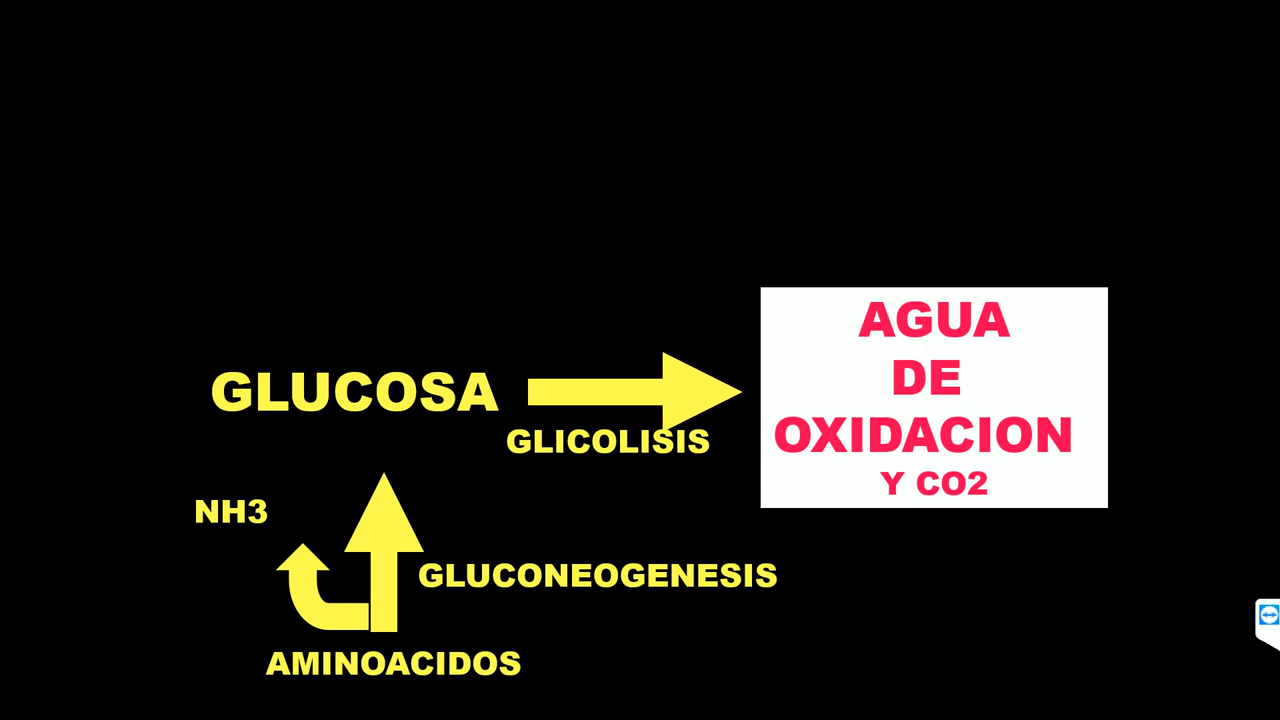 AGUA
DE
OXIDACION
Y CO2
GLUCOSA
GLICOLISIS
NH3
GLUCONEOGENESIS
AMINOACIDOS